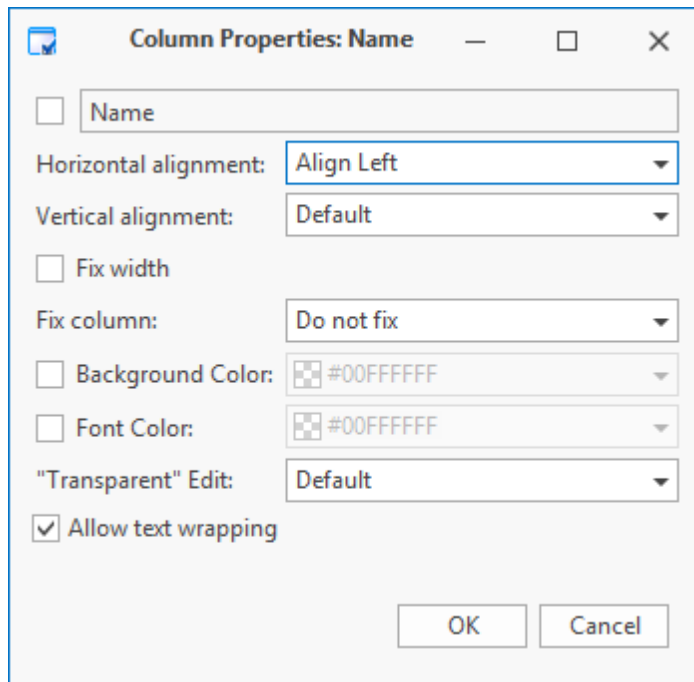 Column Properties: Name
Name
Horizontal alignment: Align Left
Vertical alignment: Default
Fix width
Fix column: Do not fix
Background Color: #00FFFFFF
Font Color: #00FFFFFF
"Transparent" Edit: Default
Allow text wrapping
OK Cancel